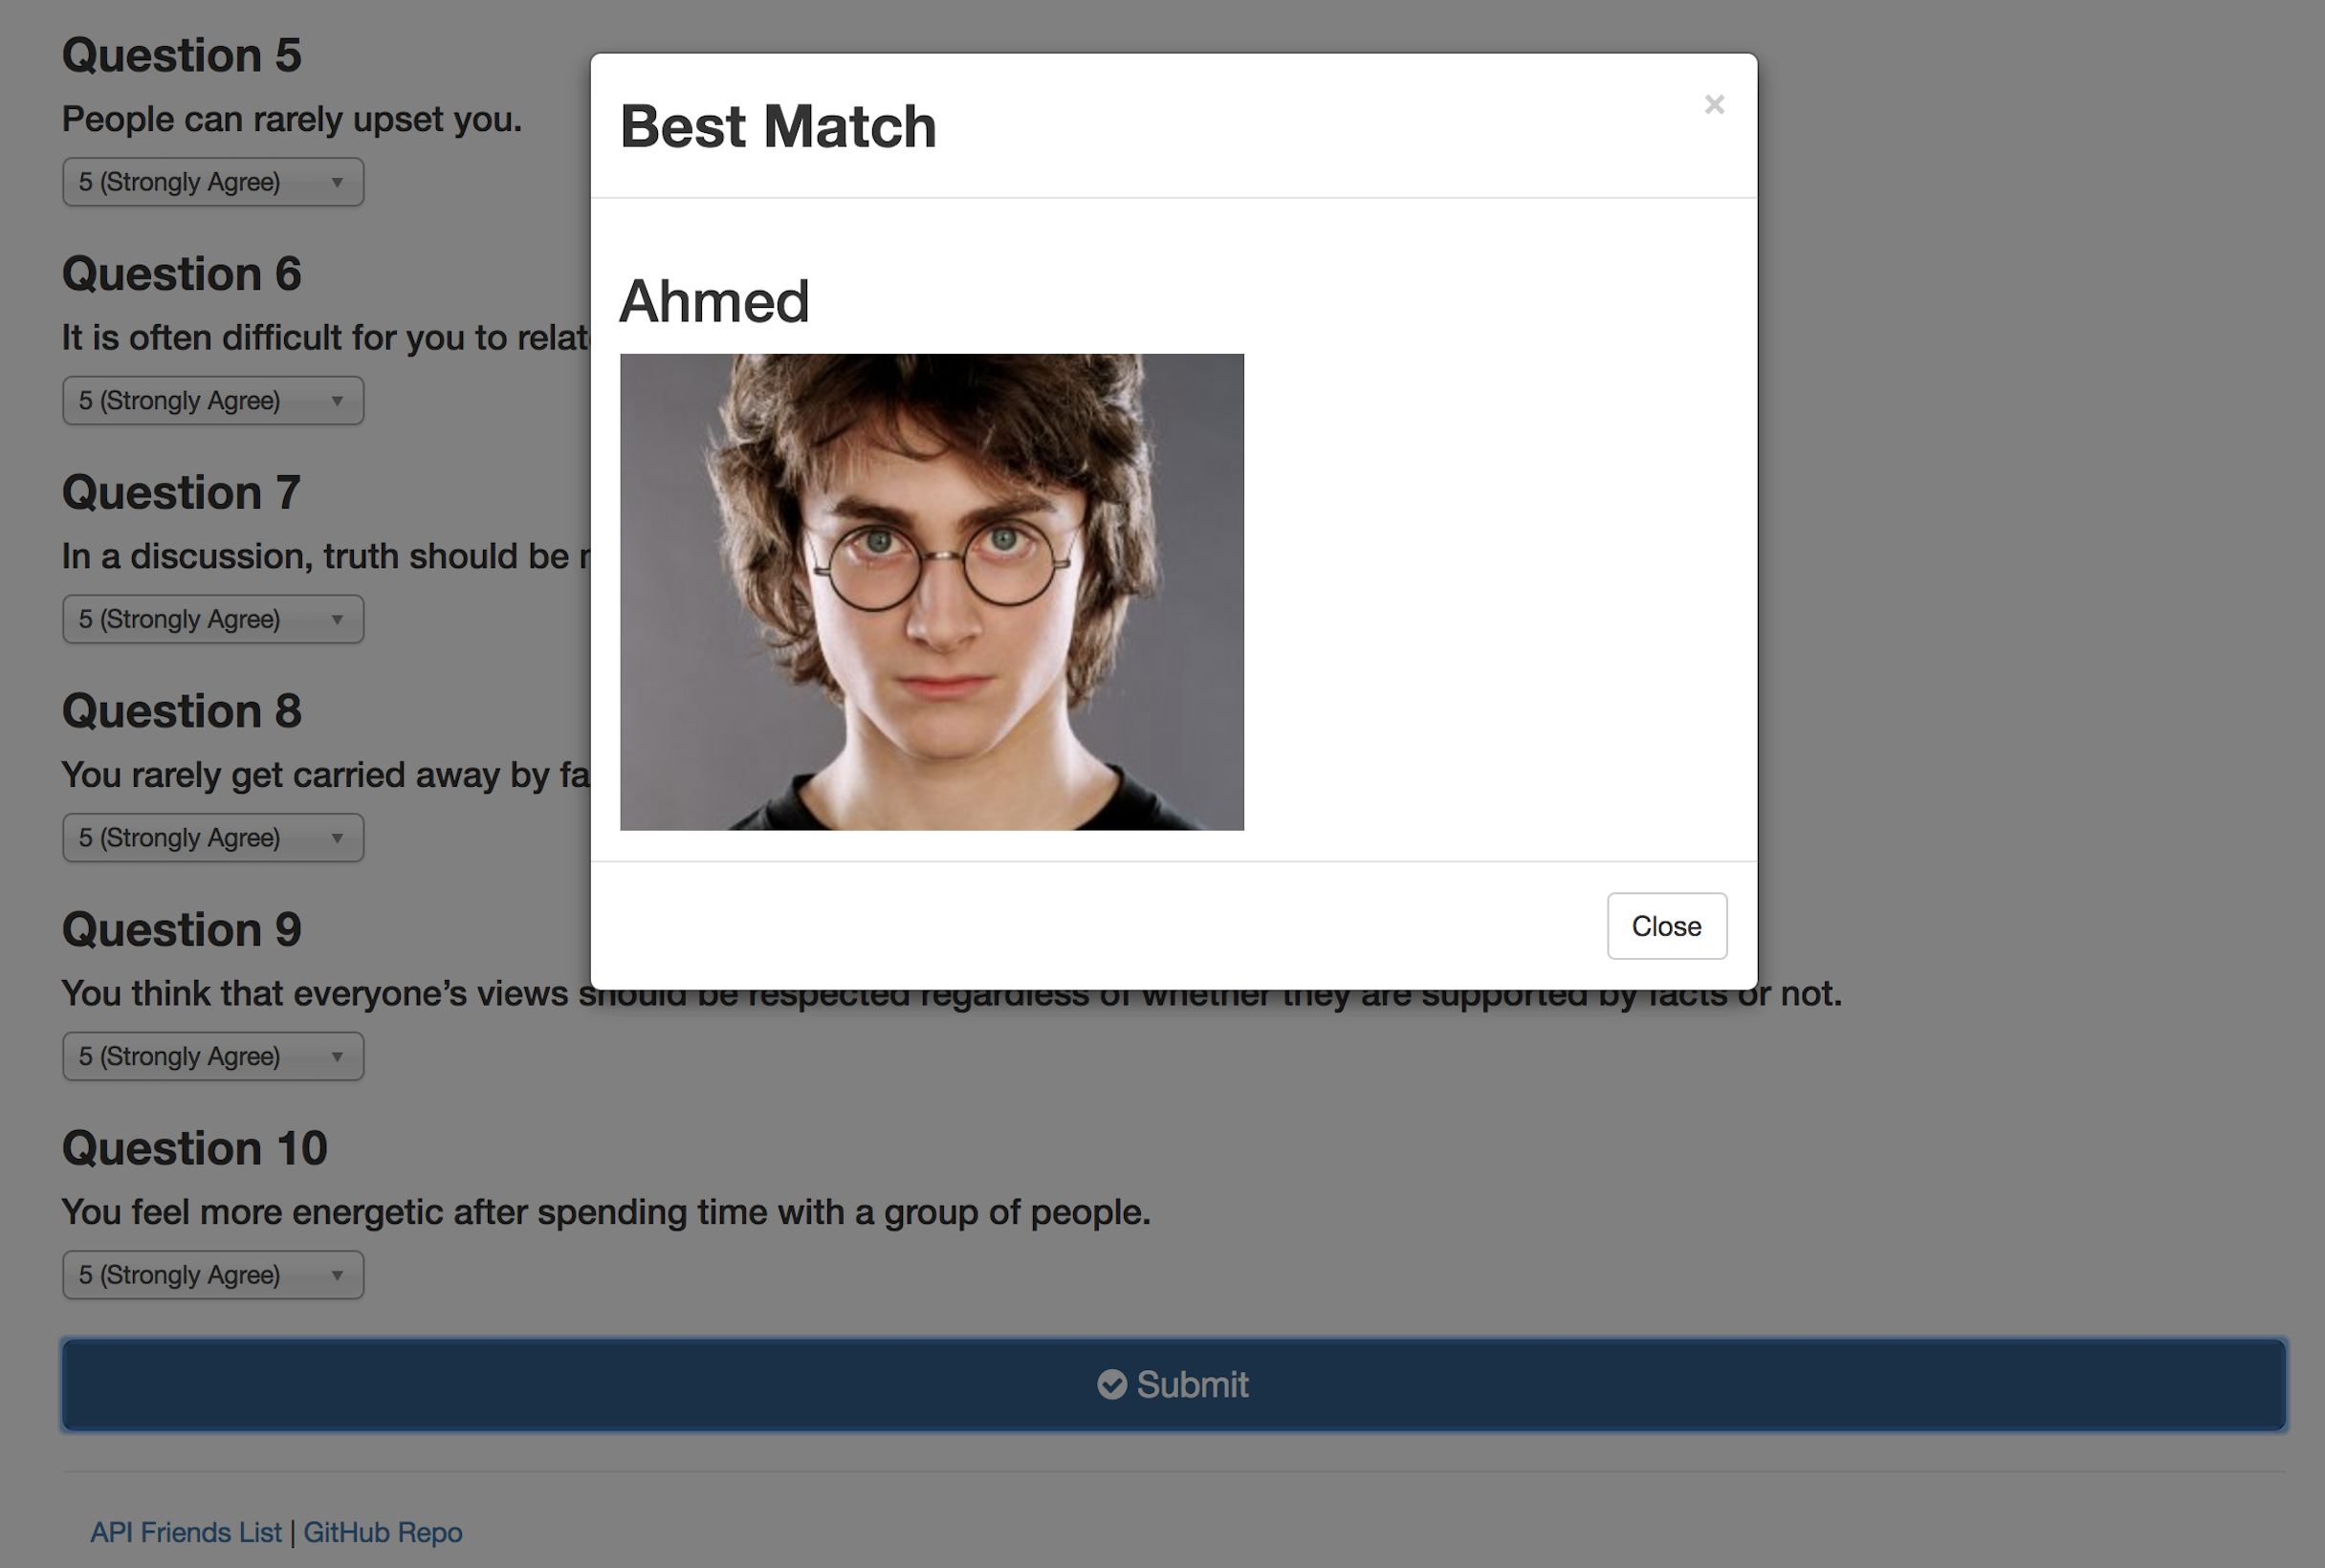 Question 5
People can rarely upset you.
5 (Strongly Agree)
Question 6
It is often difficult for you to
5 (Strongly Agree)
Question 7
In a discussion, truth should be
5 (Strongly Agree)
Question 8
You rarely get carried away by
5 (Strongly Agree)
Question 9
You think that everyone’s views should be respected regardless of whether they are supported by facts or not.
5 (Strongly Agree)
Question 10
You feel more energetic after spending time with a group of people.
5 (Strongly Agree)
Submit
API Friends List | GitHub Repo
Best Match
×
Ahmed
Close